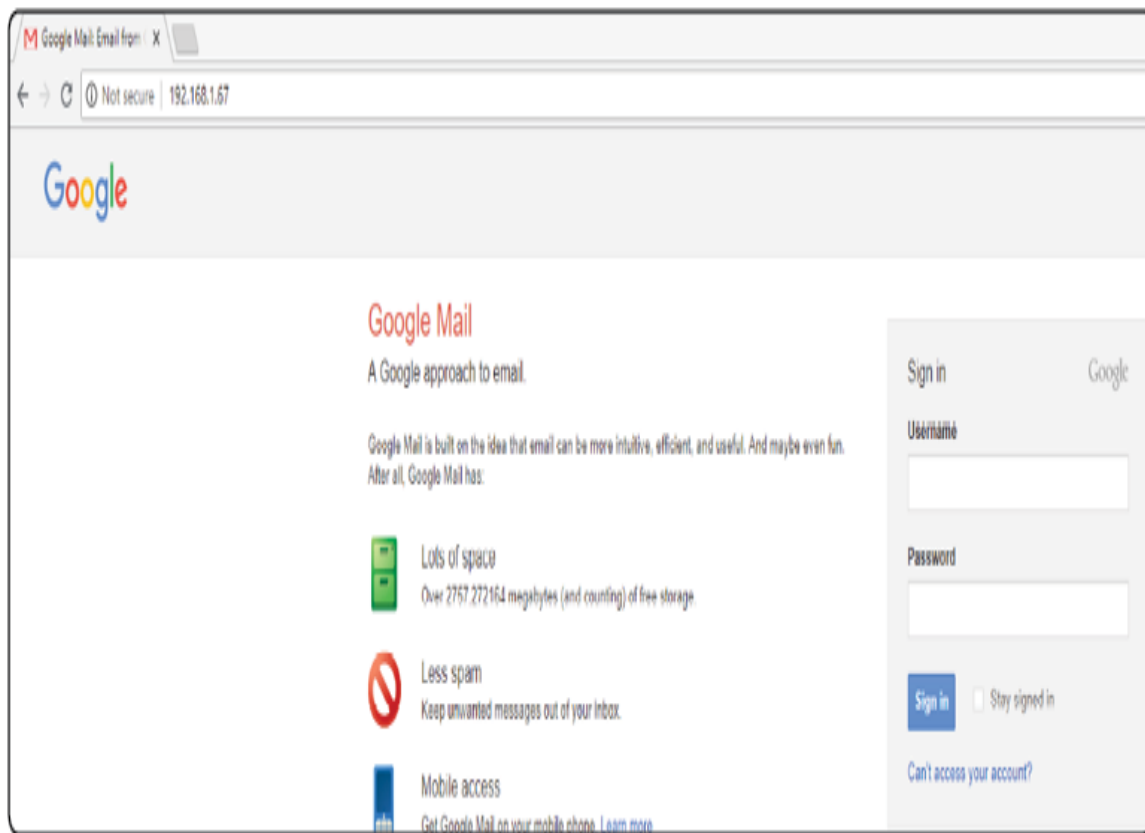 Google Mail: Email from
Not secure
192.168.1.67
Google
Google Mail
A Google approach to email.
Google Mail is built on the idea that email can be more intuitive, efficient, and useful. And maybe even fun.
After all, Google Mail has:
Lots of space
Over 2757.272164 megabytes (and counting) of free storage
Less spam
Keep unwanted messages out of your inbox.
Mobile access
Get Google Mail on your mobile phone. Learn more
Sign in
Google
Username
Password
Sign in
Stay signed in
Can't access your account?